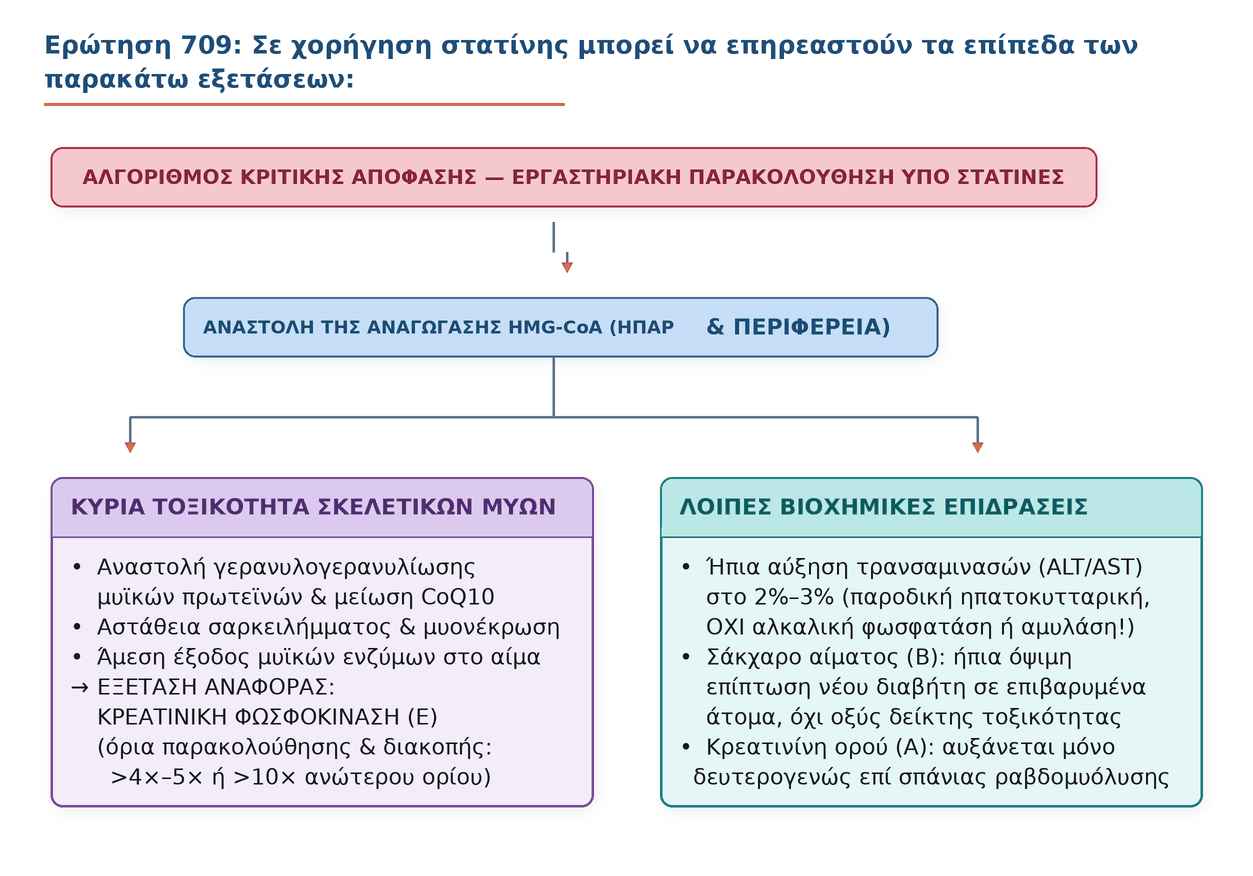 Ερώτηση 709: Σε χορήγηση στατίνης μπορεί να επηρεαστούν τα επίπεδα των
παρακάτω εξετάσεων:
ΑΛΓΟΡΙΘΜΟΣ ΚΡΙΤΙΚΗΣ ΑΠΟΦΑΣΗΣ — ΕΡΓΑΣΤΗΡΙΑΚΗ ΠΑΡΑΚΟΛΟΥΘΗΣΗ ΥΠΟ ΣΤΑΤΙΝΕΣ
ΑΝΑΣΤΟΛΗ ΤΗΣ ΑΝΑΓΩΓΑΣΗΣ HMG-CoA (ΗΠΑΡ & ΠΕΡΙΦΕΡΕΙΑ)
ΚΥΡΙΑ ΤΟΞΙΚΟΤΗΤΑ ΣΚΕΛΕΤΙΚΩΝ ΜΥΩΝ
• Αναστολή γερανυλογερανυλίωσης
μυϊκών πρωτεϊνών & μείωση CoQ10
• Αστάθεια σαρκειλήμματος & μυονέκρωση
• Άμεση έξοδος μυϊκών ενζύμων στο αίμα
→ ΕΞΕΤΑΣΗ ΑΝΑΦΟΡΑΣ:
ΚΡΕΑΤΙΝΙΚΗ ΦΩΣΦΟΚΙΝΑΣΗ (Ε)
(όρια παρακολούθησης & διακοπής:
>4×–5× ή >10× ανώτερου ορίου)
ΛΟΙΠΕΣ ΒΙΟΧΗΜΙΚΕΣ ΕΠΙΔΡΑΣΕΙΣ
• Ήπια αύξηση τρανσαμινασών (ALT/AST)
στο 2%–3% (παροδική ηπατοκυτταρική,
ΟΧΙ αλκαλική φωσφατάση ή αμυλάση!)
• Σάκχαρο αίματος (Β): ήπια όψιμη
επίπτωση νέου διαβήτη σε επιβαρυμένα
άτομα, όχι οξύς δείκτης τοξικότητας
• Κρεατινίνη ορού (Α): αυξάνεται μόνο
δευτερογενώς επί σπάνιας ραβδομυόλυσης